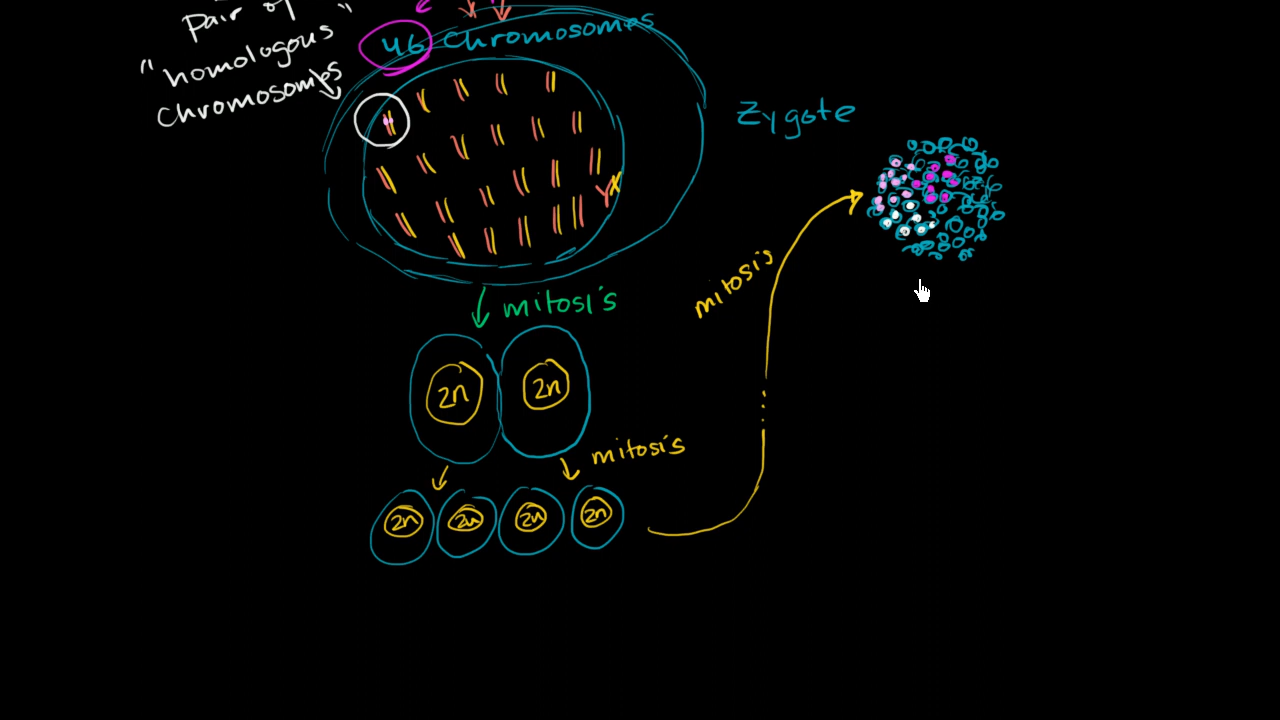 pair of
"homologous"
chromosomes
46 chromosomes
Zygote
mitosis
2n 2n
mitosis
2n 2n 2n 2n
mitosis